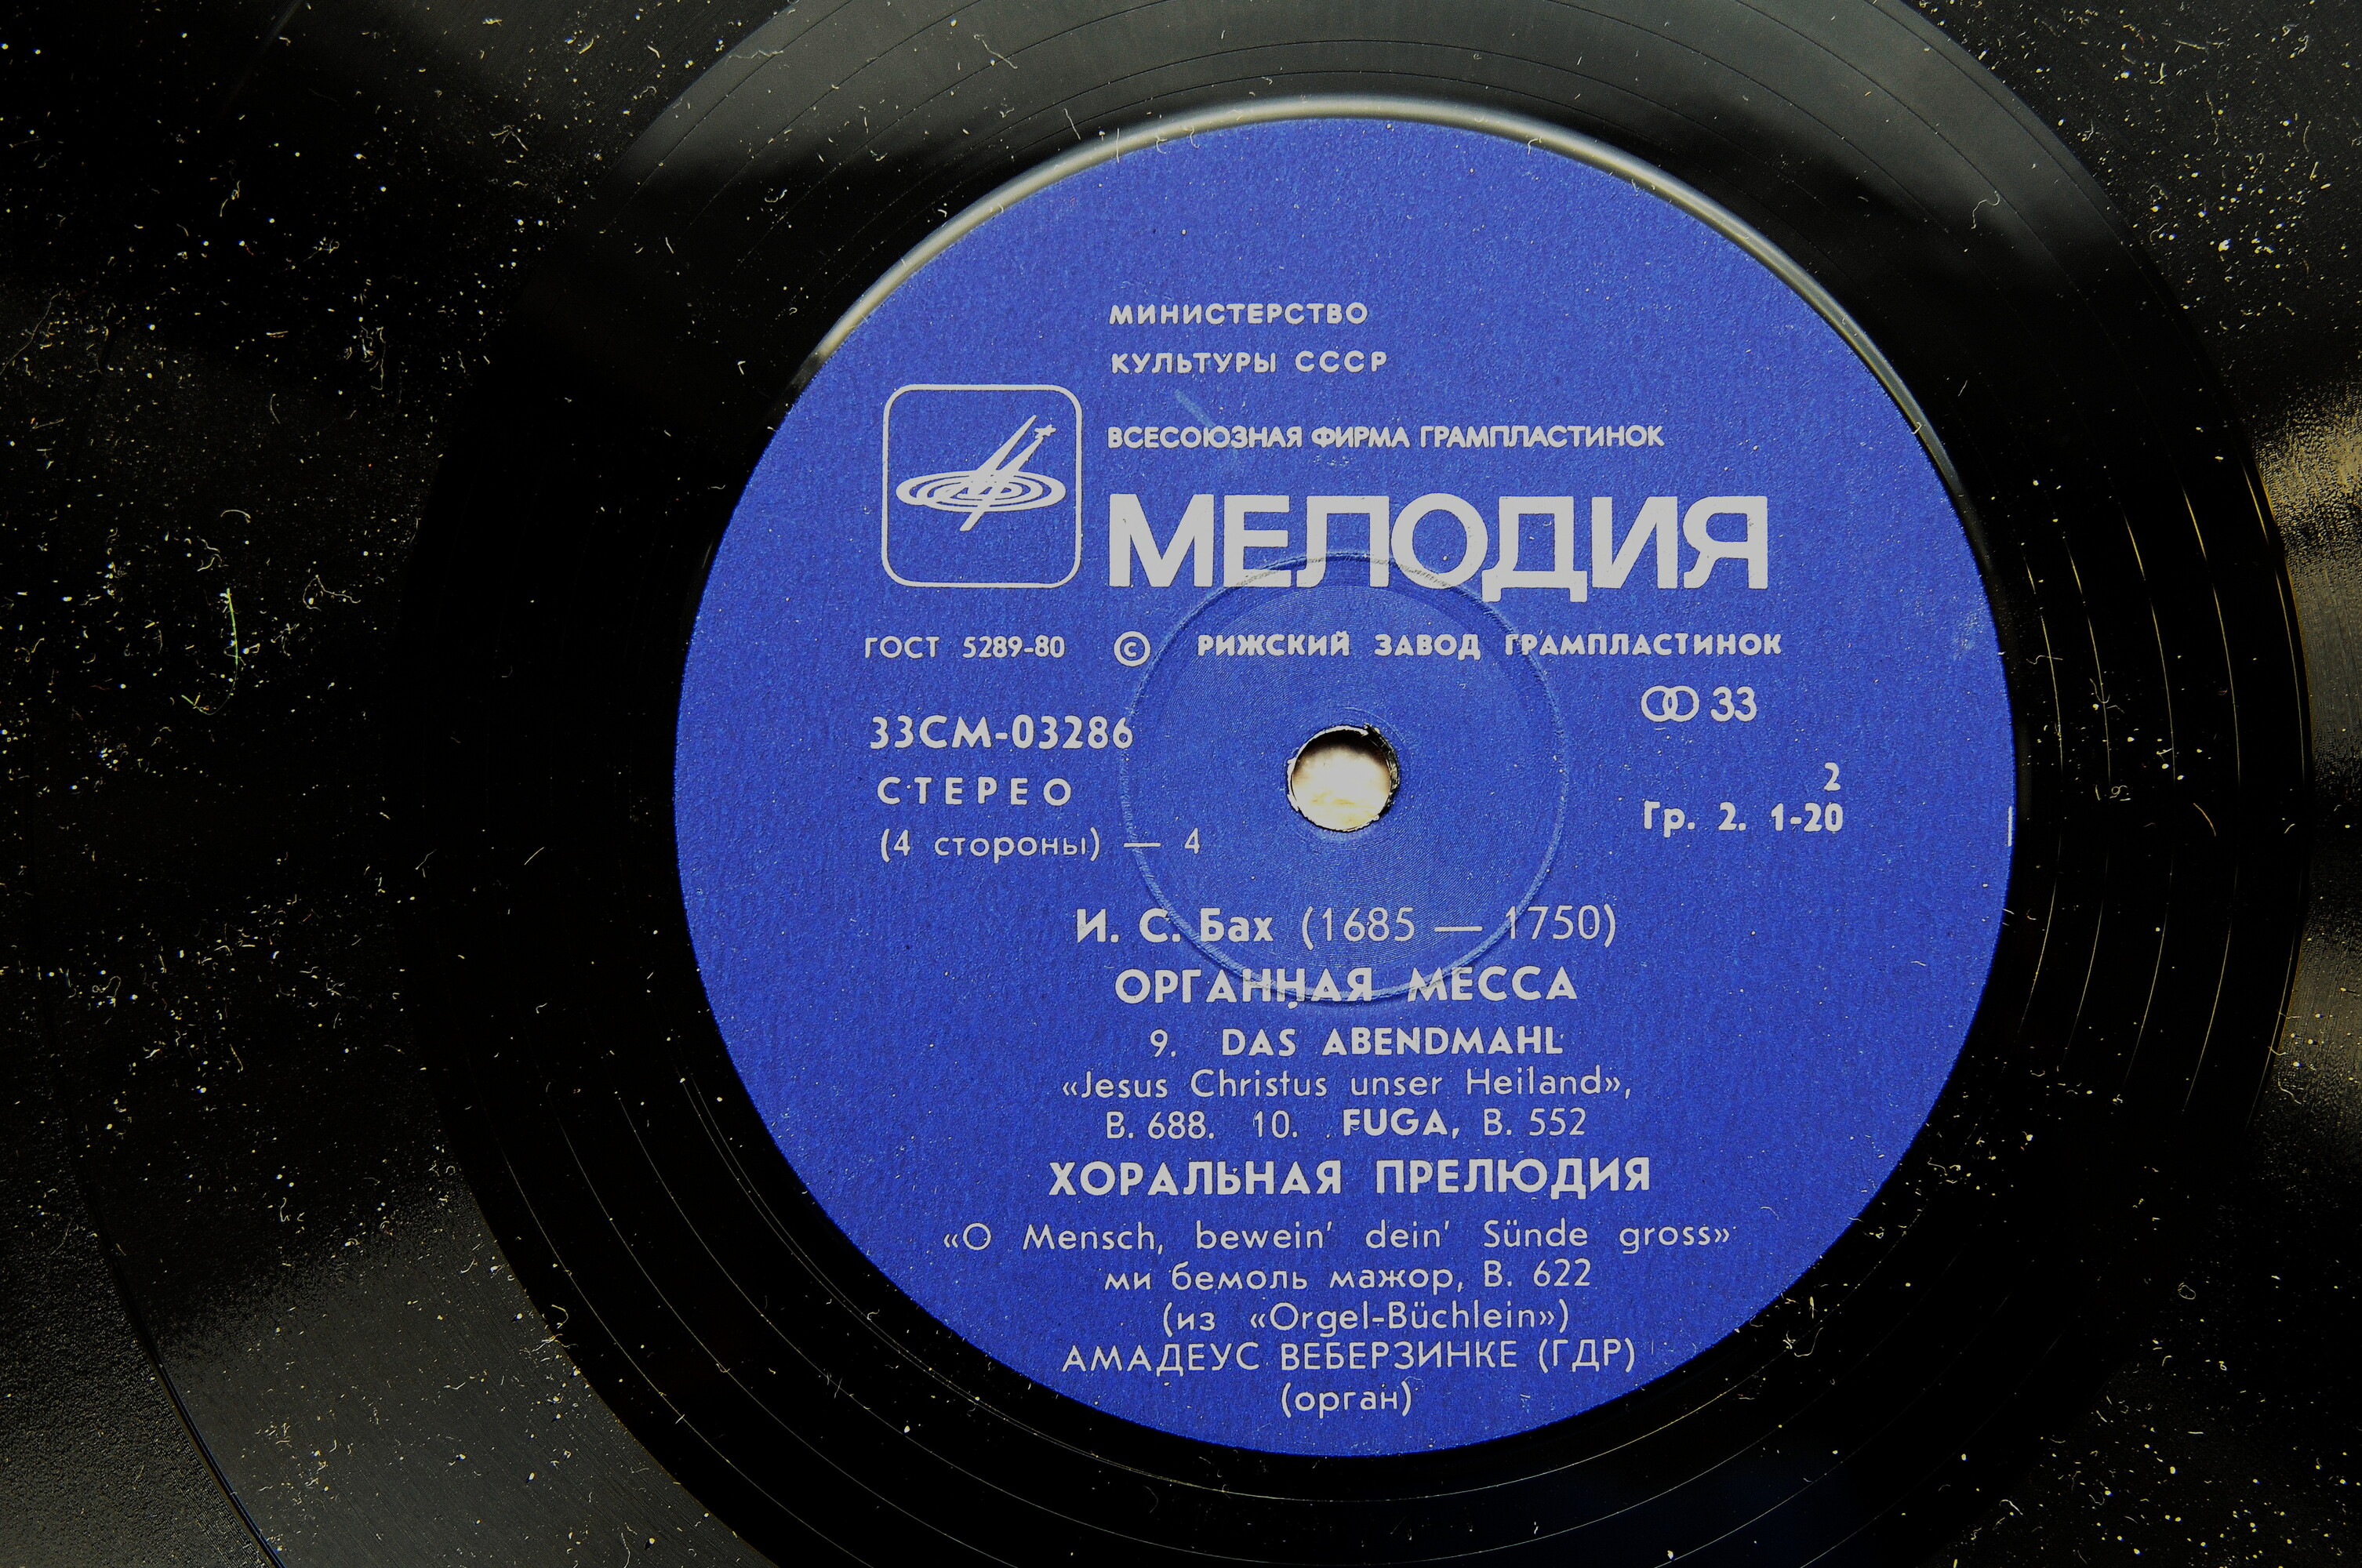 МИНИСТЕРСТВО
КУЛЬТУРЫ СССР
ВСЕСОЮЗНАЯ ФИРМА ГРАМПЛАСТИНОК
МЕЛОДИЯ
ГОСТ 5289-80 © РИЖСКИЙ ЗАВОД ГРАМПЛАСТИНОК
33
33СМ-03286
СТЕРЕО
2
Гр. 2. 1-20
(4 стороны) — 4
И. С. Бах (1685 — 1750)
ОРГАННАЯ МЕССА
9. DAS ABENDMAHL
«Jesus Christus unser Heiland»,
B. 688. 10. FUGA, B. 552
ХОРАЛЬНАЯ ПРЕЛЮДИЯ
«O Mensch, bewein' dein' Sünde gross»
ми бемоль мажор, В. 622
(из «Orgel-Büchlein»)
АМАДЕУС ВЕБЕРЗИНКЕ (ГДР)
(орган)